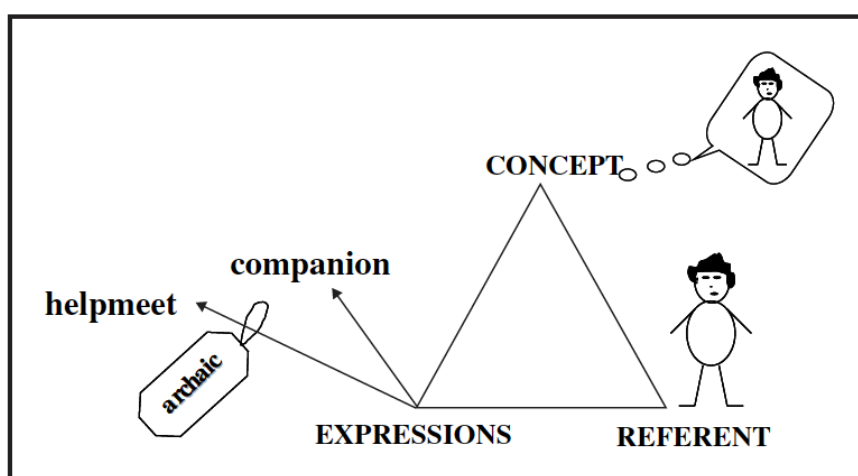 CONCEPT
companion
helpmeet
archaic
EXPRESSIONS
REFERENT